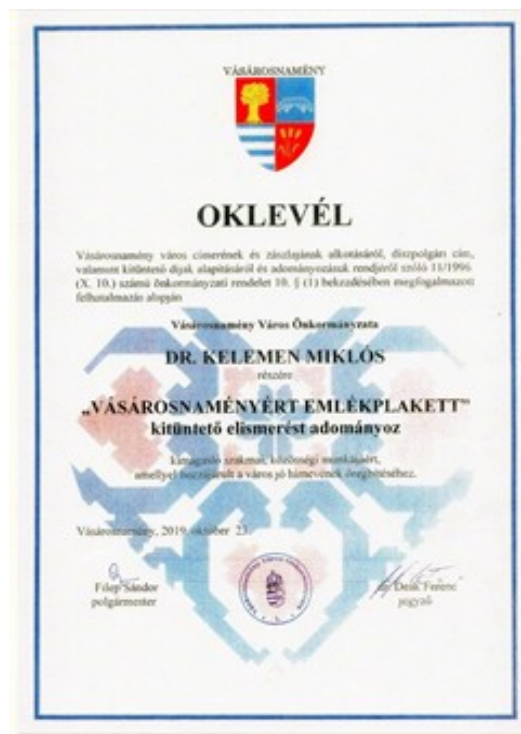 VÁSÁROSNAMÉNY
OKLEVÉL
Vásárosnamény város címerének és zászlajának alkotásáról, díszpolgári cím,
valamint kitüntető díjak alapításáról és adományozásuk rendjéről szóló 11/1996
(X. 10.) számú önkormányzati rendelet 10. § (1) bekezdésében megfogalmazott
felhatalmazás alapján
Vásárosnamény Város Önkormányzata
DR. KELEMEN MIKLÓS
részére
„VÁSÁROSNAMÉNYÉRT EMLÉKPLAKETT”
kitüntető elismerést adományoz
kimagasló szakmai, közösségi munkájáért,
amellyel hozzájárult a város jó hírnevének öregbítéséhez.
Vásárosnamény, 2019. október 23.
Filep Sándor
polgármester
dr. Deák Ferenc
jegyző